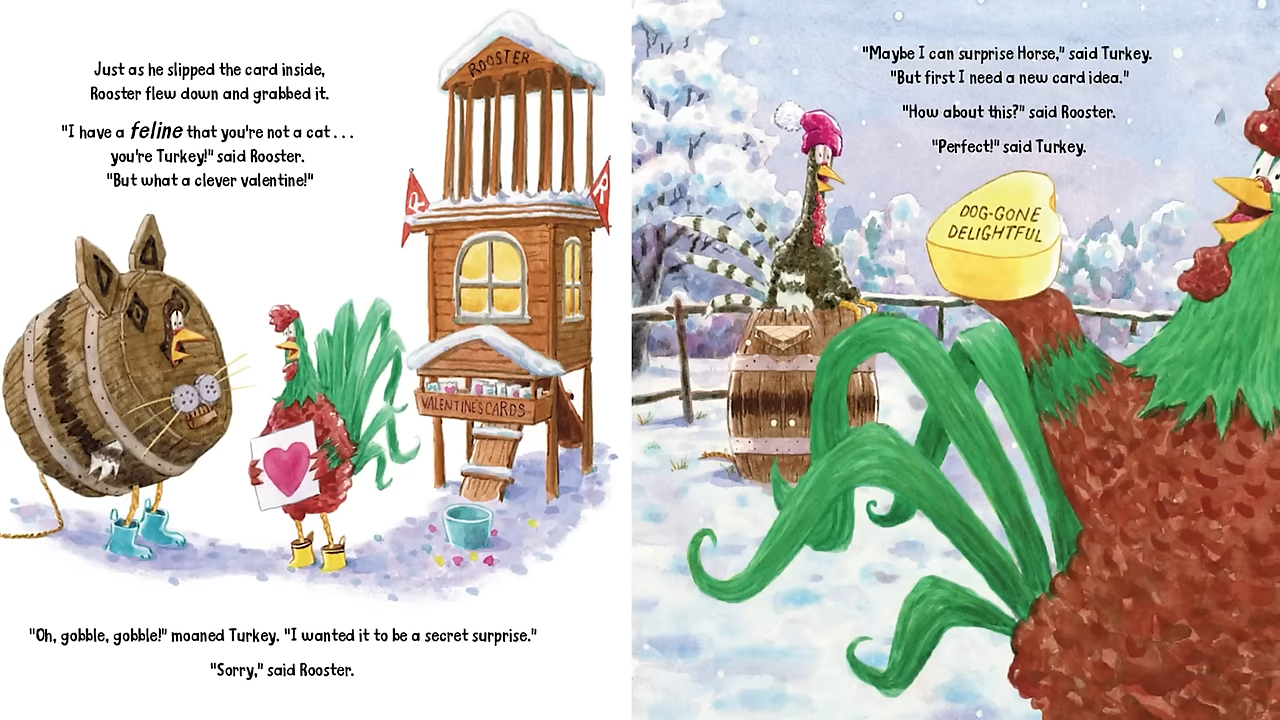 Just as he slipped the card inside,
Rooster flew down and grabbed it.
"I have a feline that you're not a cat...
you're Turkey!" said Rooster.
"But what a clever valentine!"
ROOSTER
R
R
VALENTINE'S CARDS
"Oh, gobble, gobble!" moaned Turkey. "I wanted it to be a secret surprise."
"Sorry," said Rooster.
"Maybe I can surprise Horse," said Turkey.
"But first I need a new card idea."
"How about this?" said Rooster.
"Perfect!" said Turkey.
DOG-GONE
DELIGHTFUL